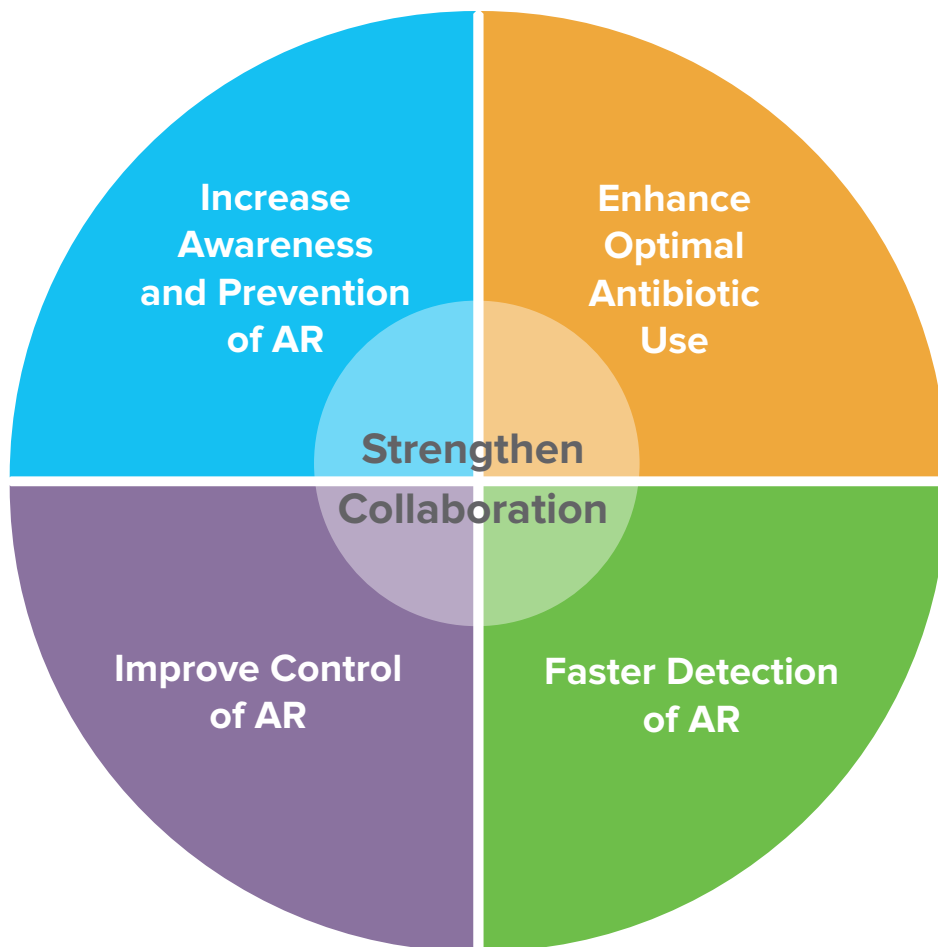 Increase
Awareness
and Prevention
of AR
Enhance
Optimal
Antibiotic
Use
Strengthen
Collaboration
Improve Control
of AR
Faster Detection
of AR